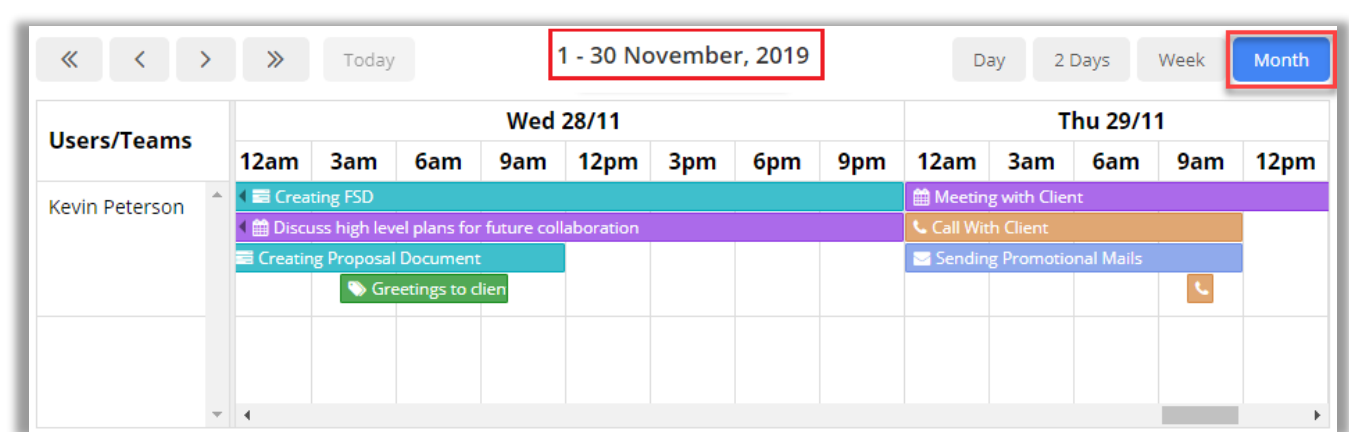 « < > » Today 1 - 30 November, 2019 Day 2 Days Week Month
Users/Teams Wed 28/11 Thu 29/11
12am 3am 6am 9am 12pm 3pm 6pm 9pm 12am 3am 6am 9am 12pm
Kevin Peterson Creating FSD Meeting with Client
Discuss high level plans for future collaboration Call With Client
Creating Proposal Document Sending Promotional Mails
Greetings to clien